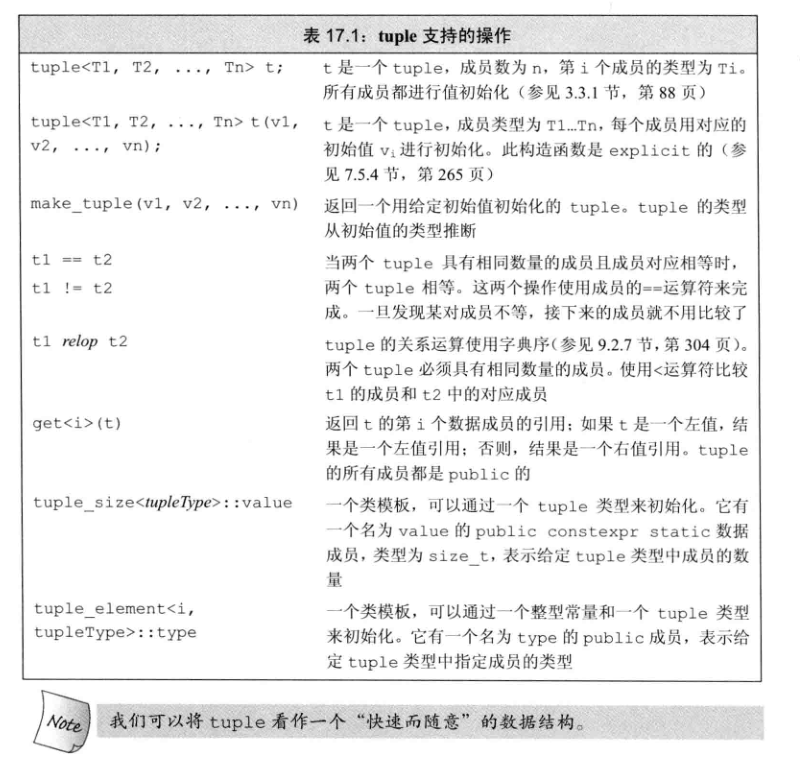 表 17.1：tuple 支持的操作
tuple<T1, T2, ..., Tn> t;
t 是一个 tuple，成员数为 n，第 i 个成员的类型为 Ti。
所有成员都进行值初始化（参见 3.3.1 节，第 88 页）
tuple<T1, T2, ..., Tn> t(v1,
v2, ..., vn);
t 是一个 tuple，成员类型为 T1…Tn，每个成员用对应的
初始值 vi 进行初始化。此构造函数是 explicit 的（参
见 7.5.4 节，第 265 页）
make_tuple(v1, v2, ..., vn)
返回一个用给定初始值初始化的 tuple。tuple 的类型
从初始值的类型推断
t1 == t2
t1 != t2
当两个 tuple 具有相同数量的成员且成员对应相等时，
两个 tuple 相等。这两个操作使用成员的==运算符来完
成。一旦发现某对成员不等，接下来的成员就不用比较了
t1 relop t2
tuple 的关系运算使用字典序（参见 9.2.7 节，第 304 页）。
两个 tuple 必须具有相同数量的成员。使用<运算符比较
t1 的成员和 t2 中的对应成员
get<i>(t)
返回 t 的第 i 个数据成员的引用；如果 t 是一个左值，结
果是一个左值引用；否则，结果是一个右值引用。tuple
的所有成员都是 public 的
tuple_size<tupleType>::value
一个类模板，可以通过一个 tuple 类型来初始化。它有
一个名为 value 的 public constexpr static 数据
成员，类型为 size_t，表示给定 tuple 类型中成员的数
量
tuple_element<i,
tupleType>::type
一个类模板，可以通过一个整型常量和一个 tuple 类型
来初始化。它有一个名为 type 的 public 成员，表示给
定 tuple 类型中指定成员的类型
Note
我们可以将 tuple 看作一个“快速而随意”的数据结构。